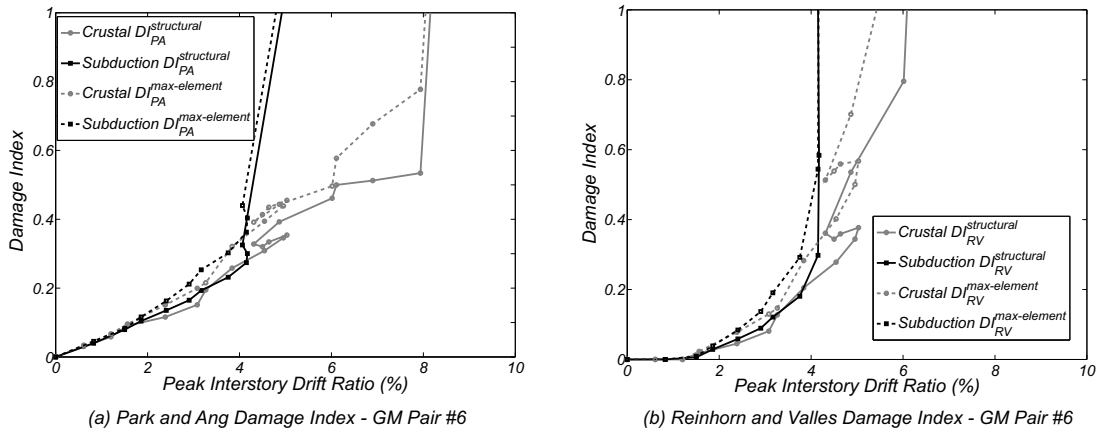 1
0.8
0.6
0.4
0.2
0
Damage Index
Crustal DI_PA^structural
Subduction DI_PA^structural
Crustal DI_PA^max-element
Subduction DI_PA^max-element
0 2 4 6 8 10
Peak Interstory Drift Ratio (%)
(a) Park and Ang Damage Index - GM Pair #6
1
0.8
0.6
0.4
0.2
0
Damage Index
Crustal DI_RV^structural
Subduction DI_RV^structural
Crustal DI_RV^max-element
Subduction DI_RV^max-element
0 2 4 6 8 10
Peak Interstory Drift Ratio (%)
(b) Reinhorn and Valles Damage Index - GM Pair #6